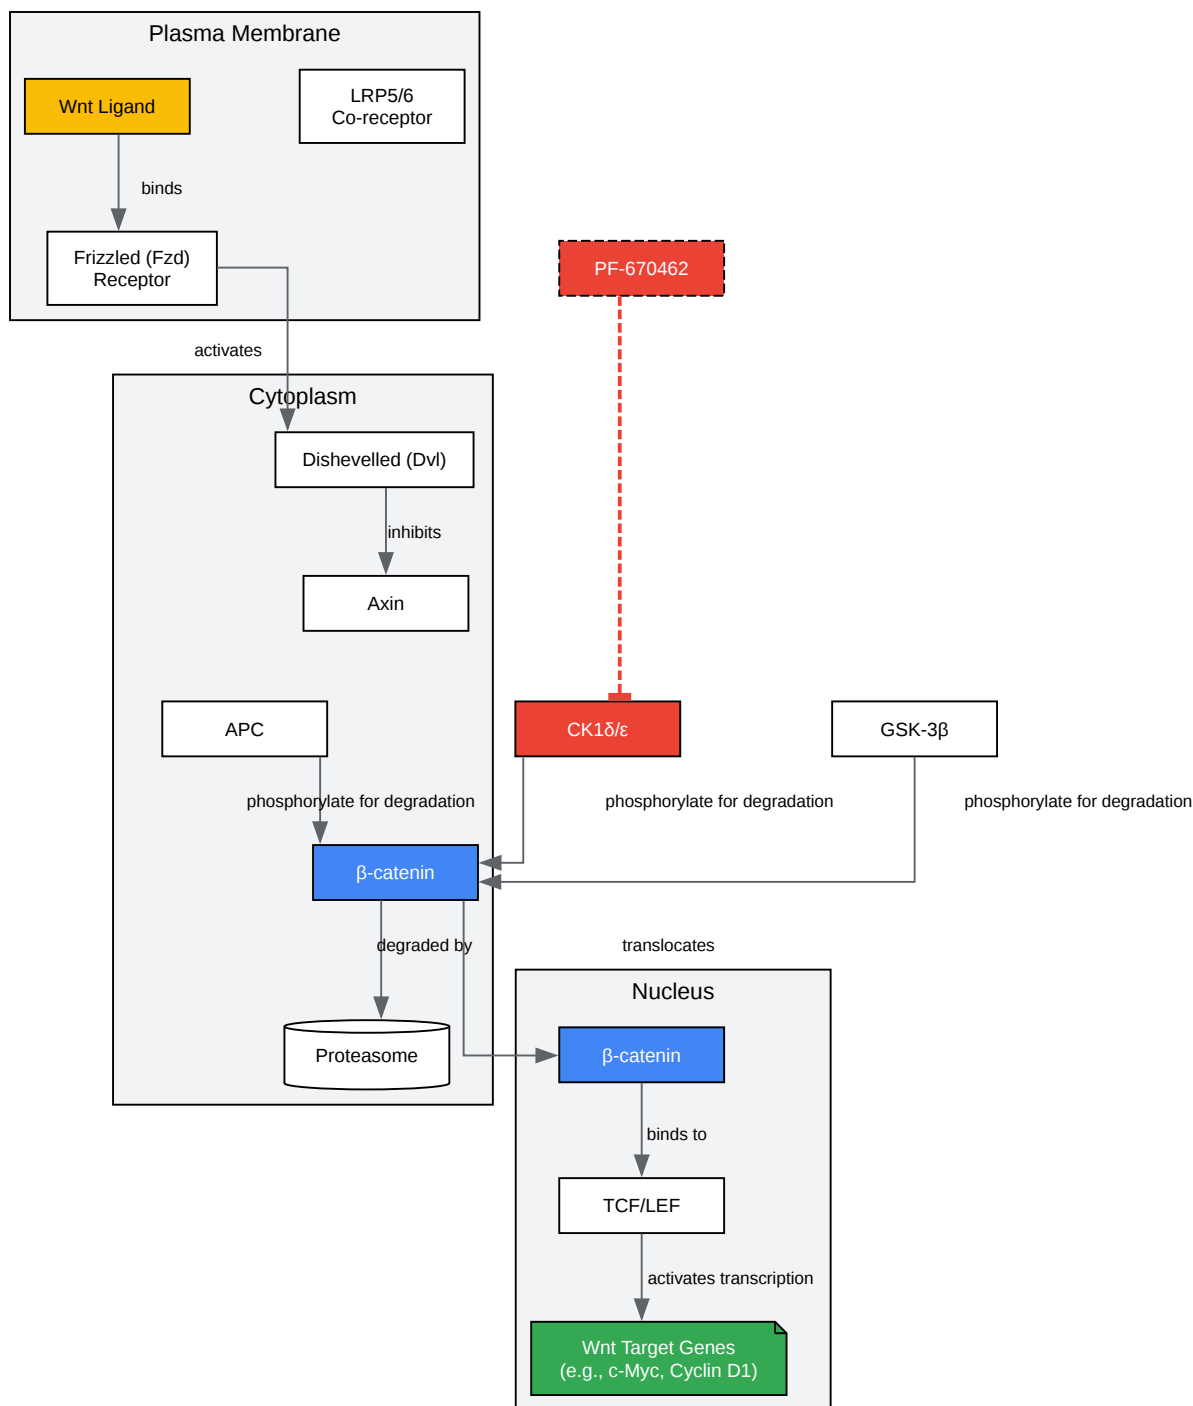 Plasma Membrane
Wnt Ligand
LRP5/6
Co-receptor
binds
Frizzled (Fzd)
Receptor
PF-670462
activates
Cytoplasm
Dishevelled (Dvl)
inhibits
Axin
APC
CK1δ/ε
GSK-3β
phosphorylate for degradation
phosphorylate for degradation
phosphorylate for degradation
β-catenin
degraded by
translocates
Nucleus
Proteasome
β-catenin
binds to
TCF/LEF
activates transcription
Wnt Target Genes
(e.g., c-Myc, Cyclin D1)